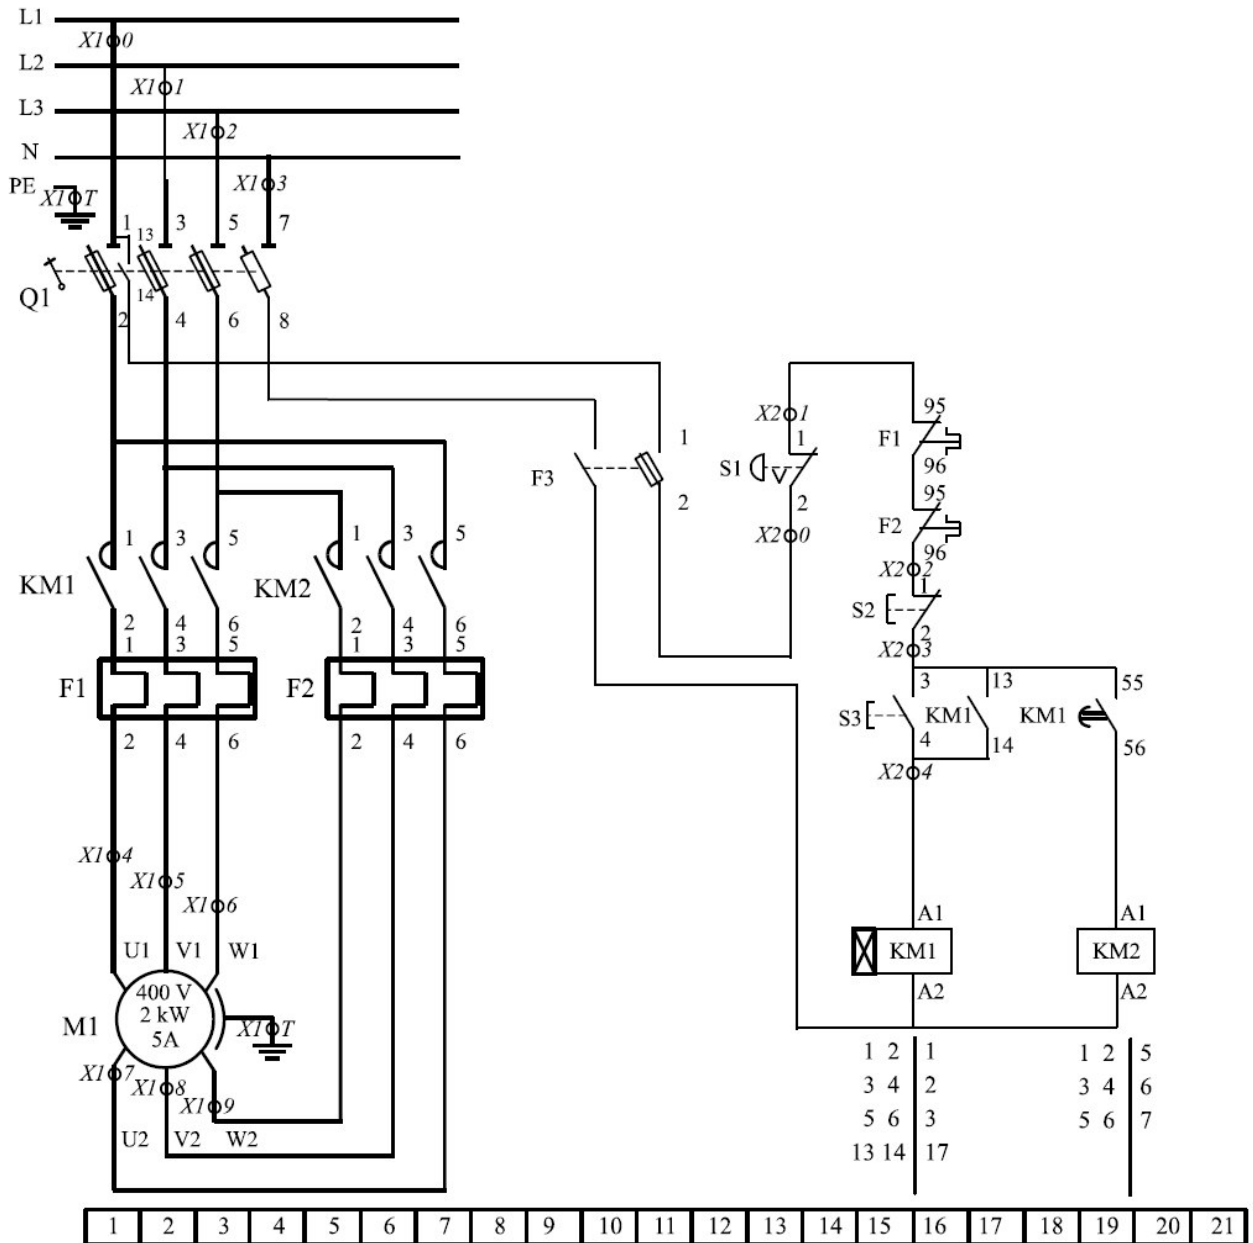 L1
X1 0
L2
X1 1
L3
X1 2
N
PE
X1 T
X1 3
1 3 5 7
13
Q1
14
2 4 6 8
X2 1
95
F1
1 1
F3
S1
96
2 2
95
F2
X2 0
96
X2 2
1 3 5 1 3 5
KM1
KM2
1
S2
2
2 4 6 2 4 6
X2 3
1 3 5 1 3 5
F1
F2
3 13 55
S3
KM1
KM1
2 4 6 2 4 6
4 14 56
X2 4
X1 4
X1 5
X1 6
A1 A1
KM1
KM2
A2 A2
U1 V1 W1
400 V
2 kW
5A
M1
X1 T
X1 7
X1 8
X1 9
U2 V2 W2
1 2 1 1 2 5
3 4 2 3 4 6
5 6 3 5 6 7
13 14 17
1 2 3 4 5 6 7 8 9 10 11 12 13 14 15 16 17 18 19 20 21